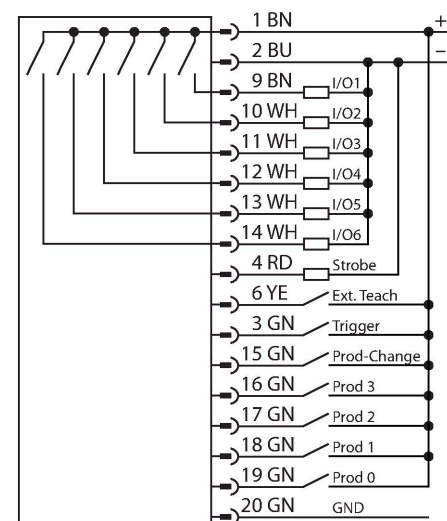 1 BN +
2 BU −
9 BN I/O1
10 WH I/O2
11 WH I/O3
12 WH I/O4
13 WH I/O5
14 WH I/O6
4 RD Strobe
6 YE Ext. Teach
3 GN Trigger
15 GN Prod-Change
16 GN Prod 3
17 GN Prod 2
18 GN Prod 1
19 GN Prod 0
20 GN GND